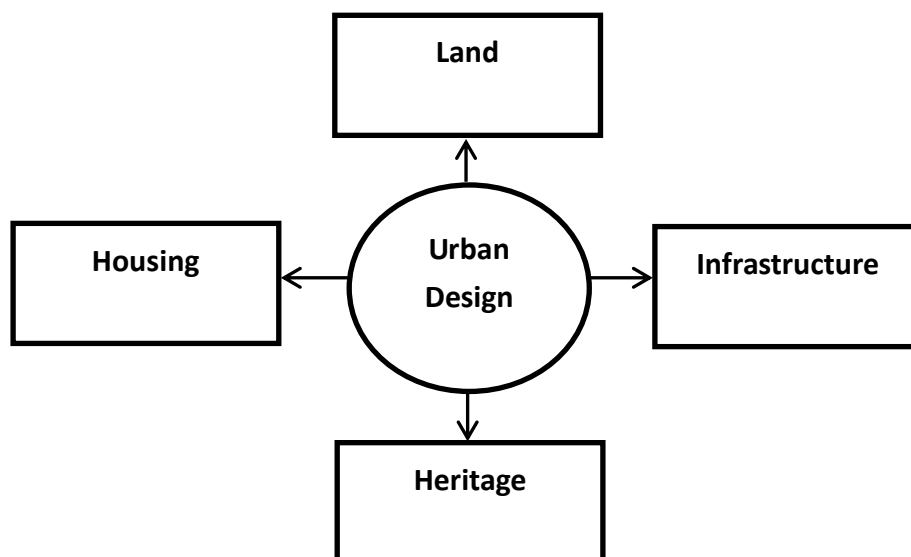 Land
Housing
Urban
Design
Infrastructure
Heritage